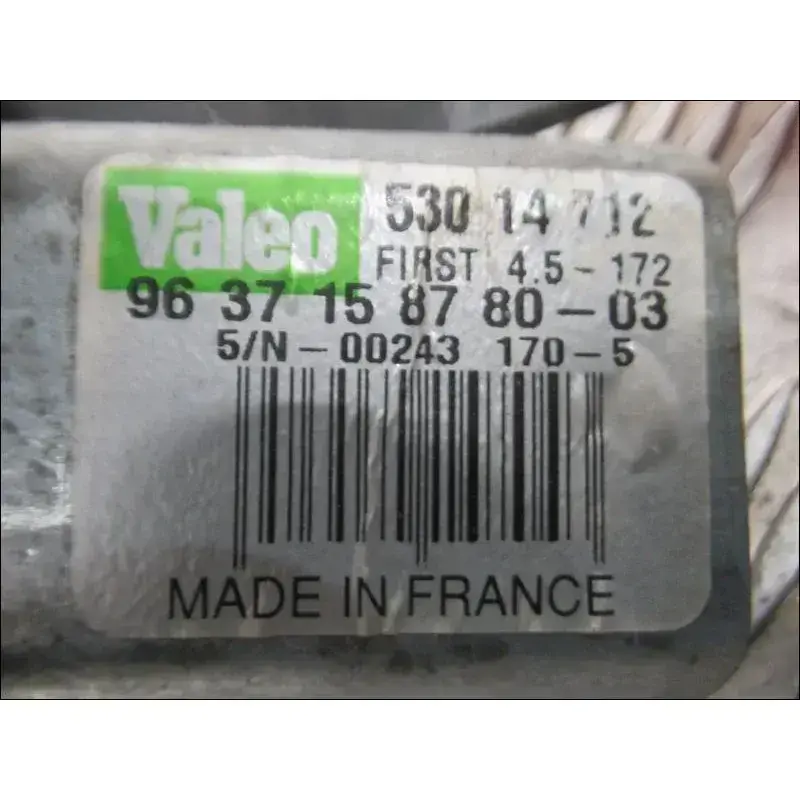 Valeo 530 14 712
FIRST 4.5-172
96 37 15 87 80-03
5/N-00243 170-5
MADE IN FRANCE